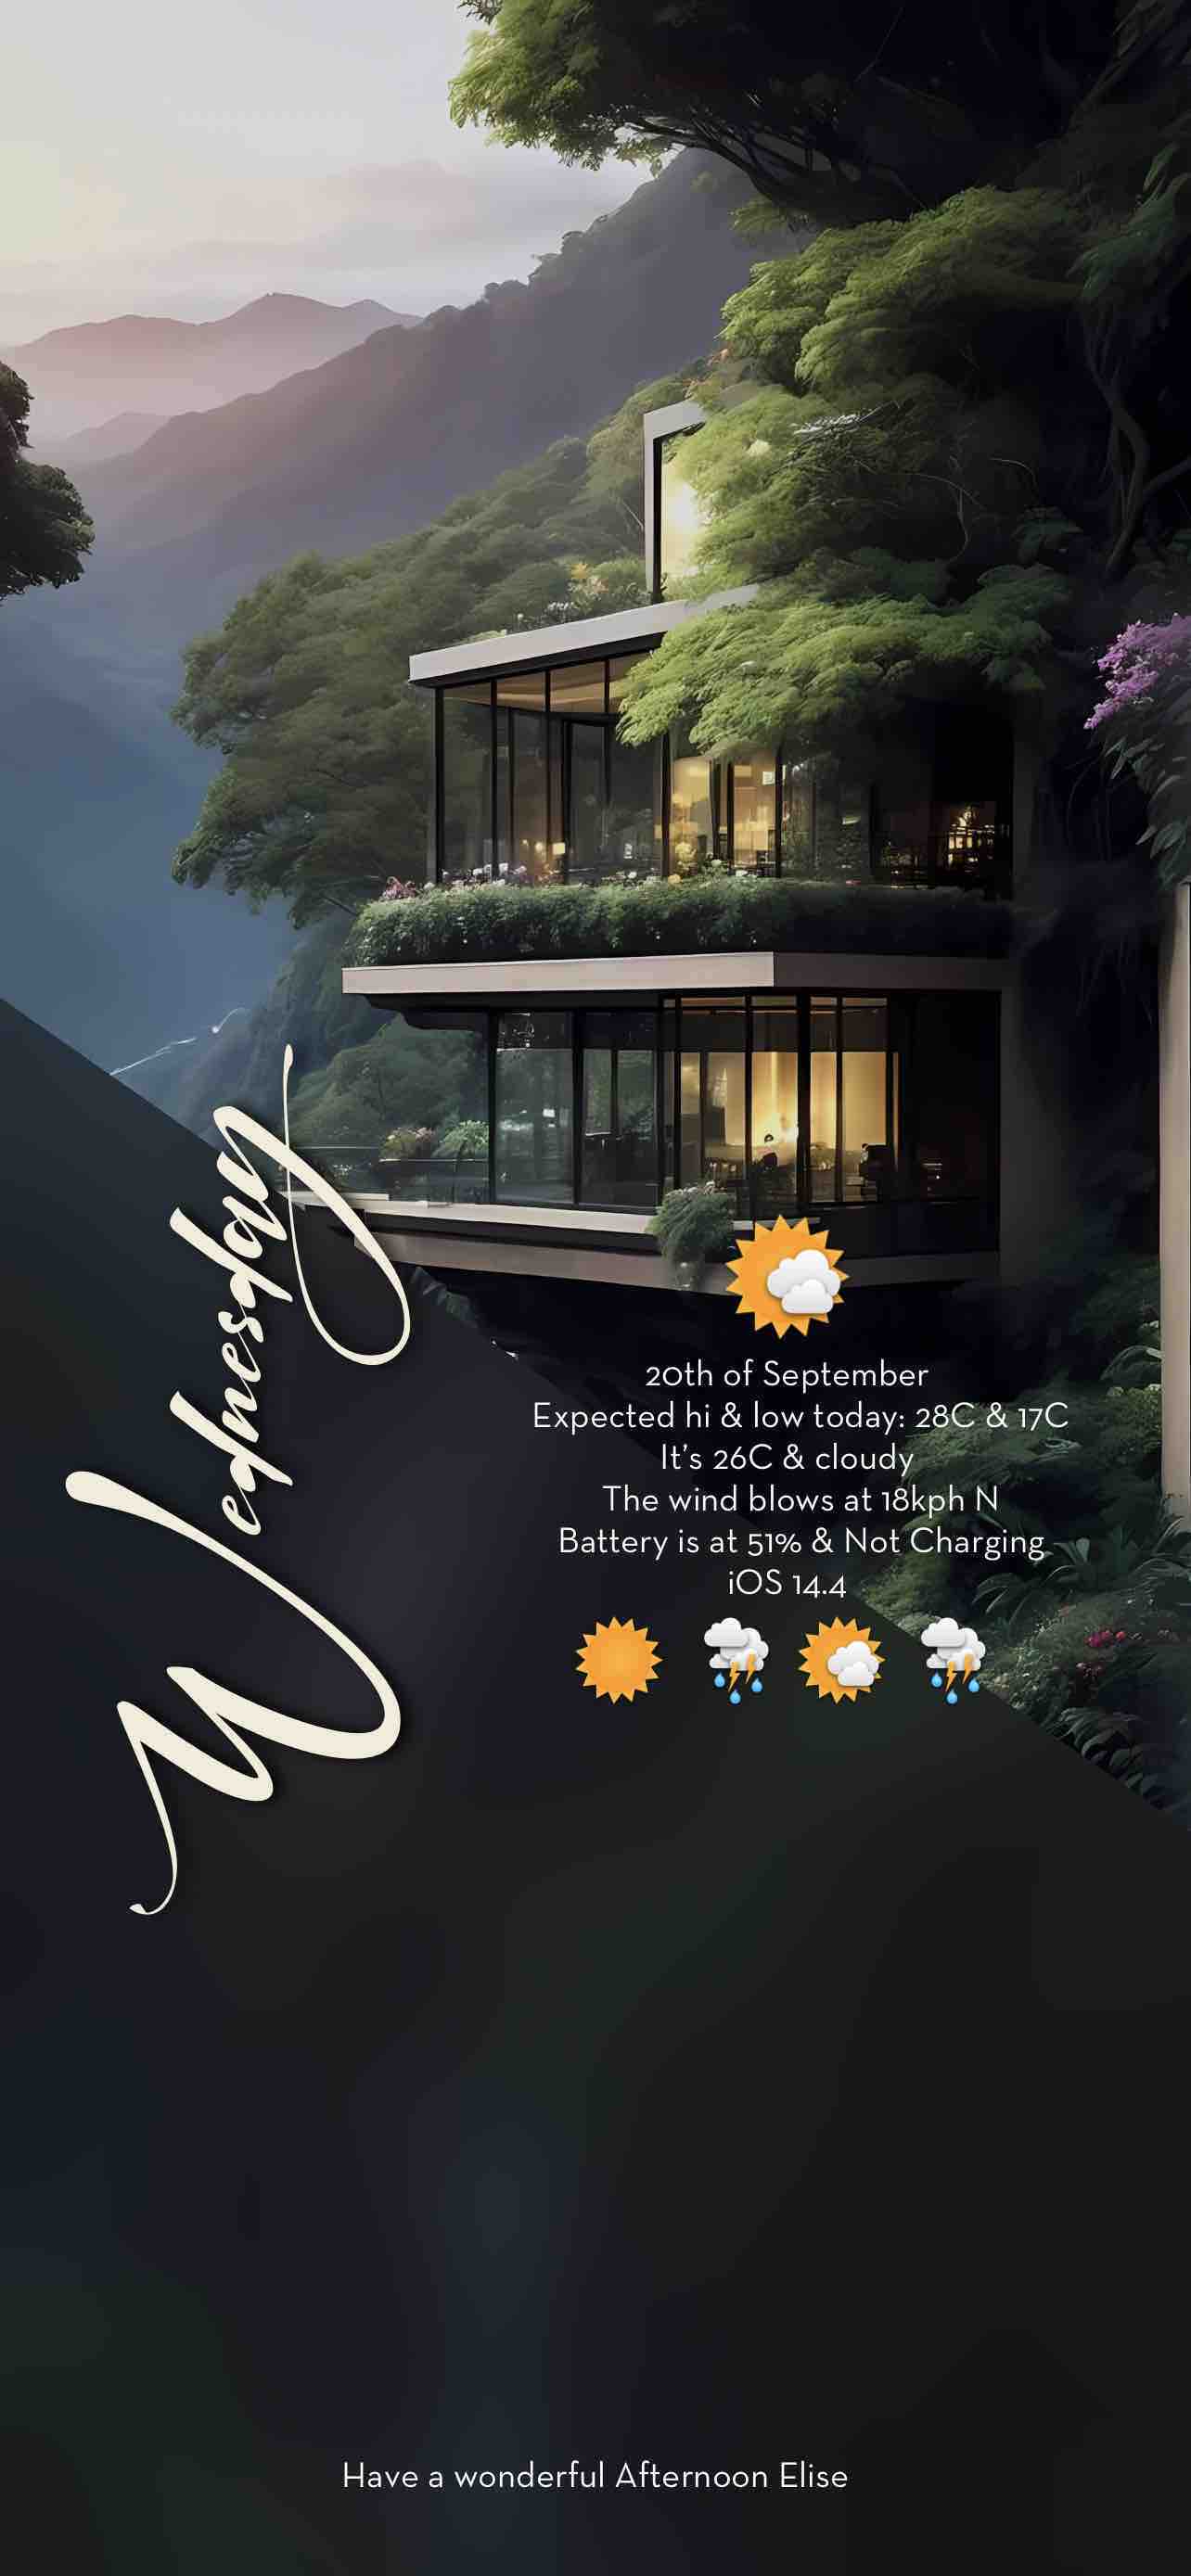 Wednesday
20th of September
Expected hi & low today: 28C & 17C
It's 26C & cloudy
The wind blows at 18kph N
Battery is at 51% & Not Charging
iOS 14.4
Have a wonderful Afternoon Elise